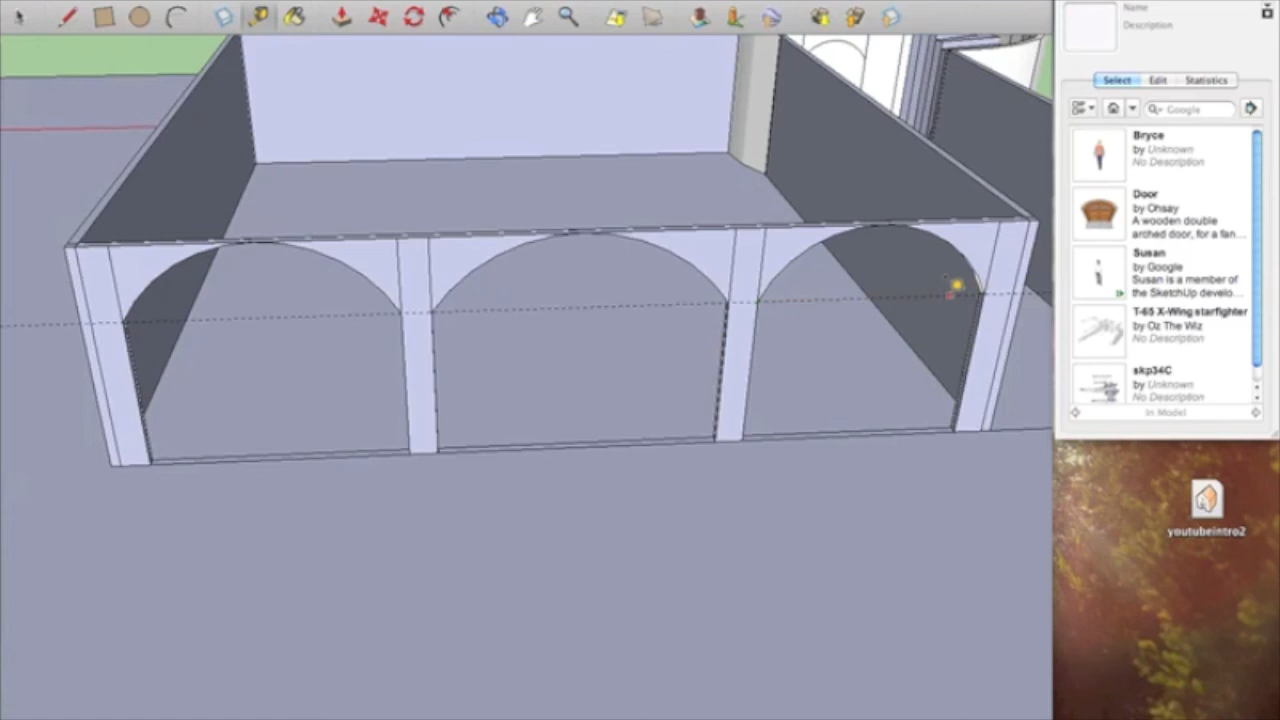 Name
Description
Select Edit Statistics
Google
Bryce
by Unknown
No Description
Door
by Ohsay
A wooden double
arched door, for a fan...
Susan
by Google
Susan is a member of
the SketchUp develo...
T-65 X-Wing starfighter
by Oz The Wiz
No Description
skp34C
by Unknown
No Description
In Model
youtubeintro2